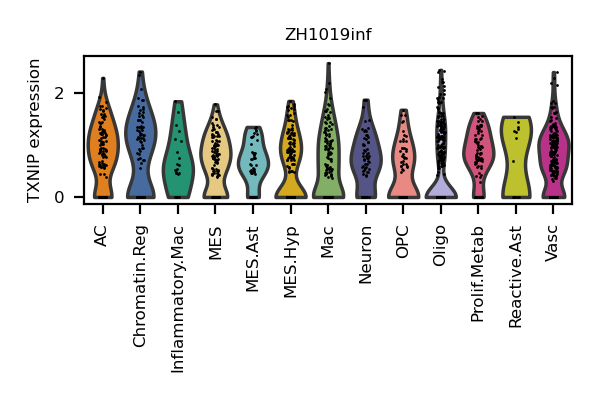 ZH1019inf
TXNIP expression
2
0
AC
Chromatin.Reg
Inflammatory.Mac
MES
MES.Ast
MES.Hyp
Mac
Neuron
OPC
Oligo
Prolif.Metab
Reactive.Ast
Vasc